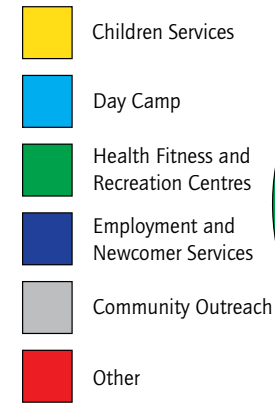 Children Services
Day Camp
Health Fitness and
Recreation Centres
Employment and
Newcomer Services
Community Outreach
Other